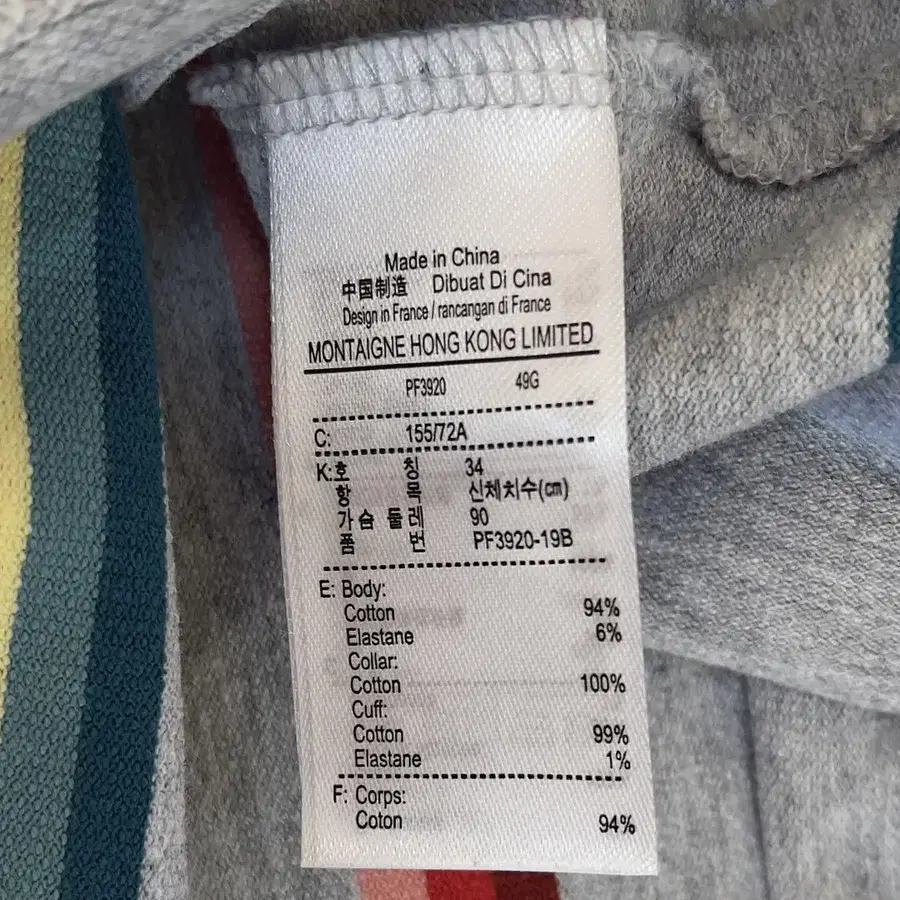 Made in China
中国制造 Dibuat Di Cina
Design in France / rancangan di France
MONTAIGNE HONG KONG LIMITED
PF3920 49G
C: 155/72A
K: 호 칭 34
항 목 신체치수(cm)
가슴 둘레 90
품 번 PF3920-19B
E: Body:
Cotton 94%
Elastane 6%
Collar:
Cotton 100%
Cuff:
Cotton 99%
Elastane 1%
F: Corps:
Coton 94%